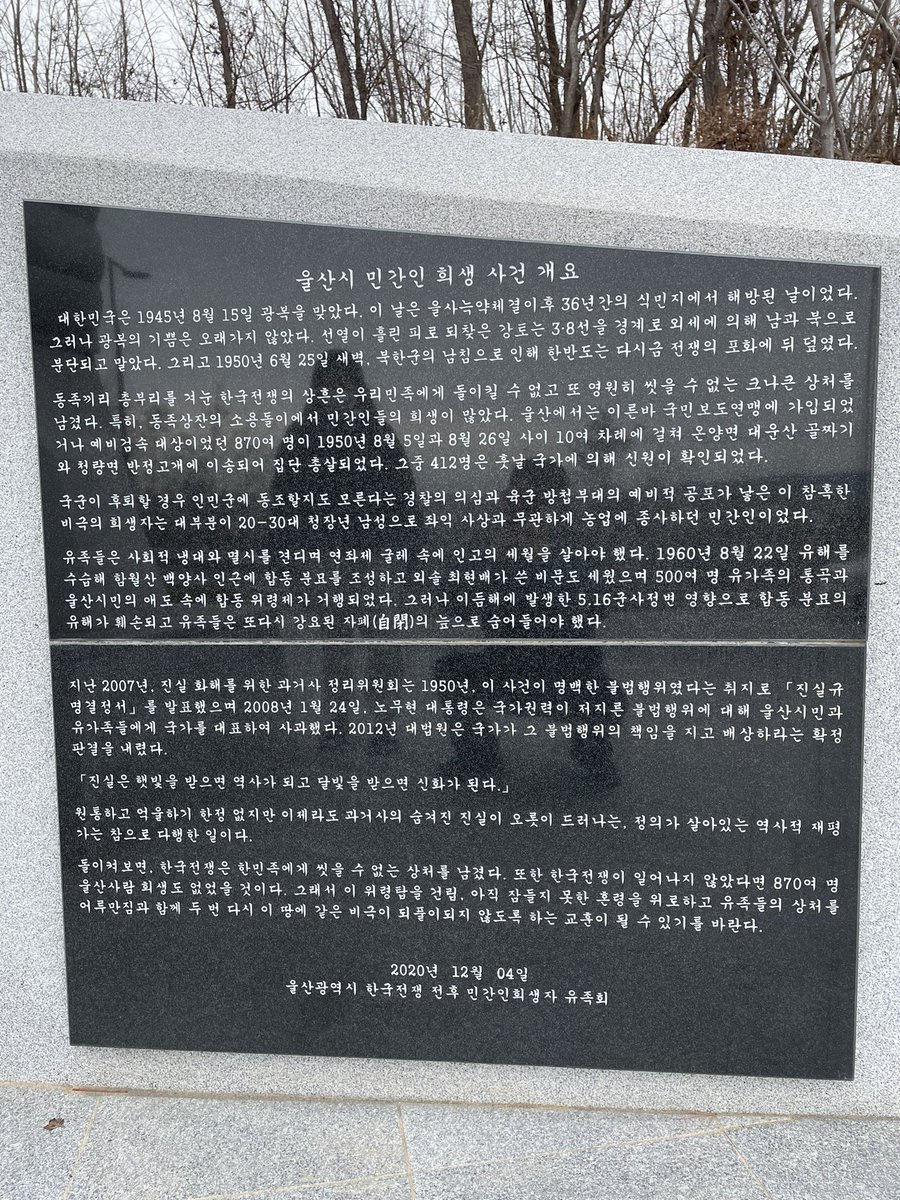 울산시 민간인 희생 사건 개요
대한민국은 1945년 8월 15일 광복을 맞았다. 이 날은 을사늑약체결이후 36년간의 식민지에서 해방된 날이었다.
그러나 광복의 기쁨은 오래가지 않았다. 선열이 흘린 피로 되찾은 강토는 3·8선을 경계로 외세에 의해 남과 북으로
분단되고 말았다. 그리고 1950년 6월 25일 새벽, 북한군의 남침으로 인해 한반도는 다시금 전쟁의 포화에 뒤 덮였다.
동족끼리 총부리를 겨눈 한국전쟁의 상흔은 우리민족에게 돌이킬 수 없고 또 영원히 씻을 수 없는 크나큰 상처를
남겼다. 특히, 동족상잔의 소용돌이에서 민간인들의 희생이 많았다. 울산에서는 이른바 국민보도연맹에 가입되었
거나 예비검속 대상이었던 870여 명이 1950년 8월 5일과 8월 26일 사이 10여 차례에 걸쳐 온양면 대운산 골짜기
와 청량면 반정고개에 이송되어 집단 총살되었다. 그중 412명은 훗날 국가에 의해 신원이 확인되었다.
국군이 후퇴할 경우 인민군에 동조할지도 모른다는 경찰의 의심과 육군 방첩부대의 예비적 공포가 낳은 이 참혹한
비극의 희생자는 대부분이 20-30대 청장년 남성으로 좌익 사상과 무관하게 농업에 종사하던 민간인이었다.
유족들은 사회적 냉대와 멸시를 견디며 연좌제 굴레 속에 인고의 세월을 살아야 했다. 1960년 8월 22일 유해를
수습해 함월산 백양사 인근에 합동 분묘를 조성하고 외솔 최현배가 쓴 비문도 세웠으며 500여 명 유가족의 통곡과
울산시민의 애도 속에 합동 위령제가 거행되었다. 그러나 이듬해에 발생한 5.16군사정변 영향으로 합동 분묘의
유해가 훼손되고 유족들은 또다시 강요된 자폐(自閉)의 늪으로 숨어들어야 했다.
지난 2007년, 진실 화해를 위한 과거사 정리위원회는 1950년, 이 사건이 명백한 불법행위였다는 취지로 「진실규
명결정서」를 발표했으며 2008년 1월 24일, 노무현 대통령은 국가권력이 저지른 불법행위에 대해 울산시민과
유가족들에게 국가를 대표하여 사과했다. 2012년 대법원은 국가가 그 불법행위의 책임을 지고 배상하라는 확정
판결을 내렸다.
「진실은 햇빛을 받으면 역사가 되고 달빛을 받으면 신화가 된다.」
원통하고 억울하기 한정 없지만 이제라도 과거사의 숨겨진 진실이 오롯이 드러나는, 정의가 살아있는 역사적 재평
가는 참으로 다행한 일이다.
돌이켜 보면, 한국전쟁은 한민족에게 씻을 수 없는 상처를 남겼다. 또한 한국전쟁이 일어나지 않았다면 870여 명
울산사람 희생도 없었을 것이다. 그래서 이 위령탑을 건립, 아직 잠들지 못한 혼령을 위로하고 유족들의 상처를
어루만짐과 함께 두 번 다시 이 땅에 같은 비극이 되풀이되지 않도록 하는 교훈이 될 수 있기를 바란다.
2020년 12월 04일
울산광역시 한국전쟁 전후 민간인희생자 유족회